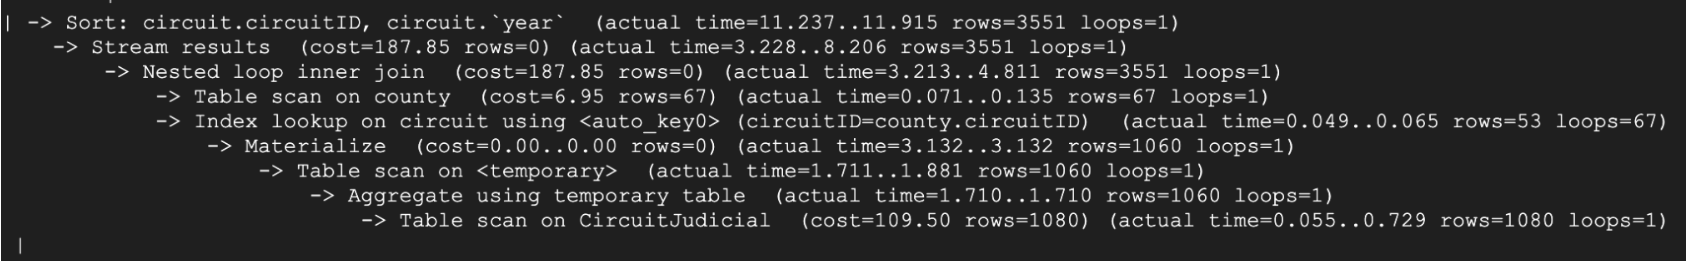 | -> Sort: circuit.circuitID, circuit.`year`  (actual time=11.237..11.915 rows=3551 loops=1)
    -> Stream results  (cost=187.85 rows=0) (actual time=3.228..8.206 rows=3551 loops=1)
        -> Nested loop inner join  (cost=187.85 rows=0) (actual time=3.213..4.811 rows=3551 loops=1)
            -> Table scan on county  (cost=6.95 rows=67) (actual time=0.071..0.135 rows=67 loops=1)
            -> Index lookup on circuit using <auto_key0> (circuitID=county.circuitID)  (actual time=0.049..0.065 rows=53 loops=67)
                -> Materialize  (cost=0.00..0.00 rows=0) (actual time=3.132..3.132 rows=1060 loops=1)
                    -> Table scan on <temporary>  (actual time=1.711..1.881 rows=1060 loops=1)
                        -> Aggregate using temporary table  (actual time=1.710..1.710 rows=1060 loops=1)
                            -> Table scan on CircuitJudicial  (cost=109.50 rows=1080) (actual time=0.055..0.729 rows=1080 loops=1)
 |